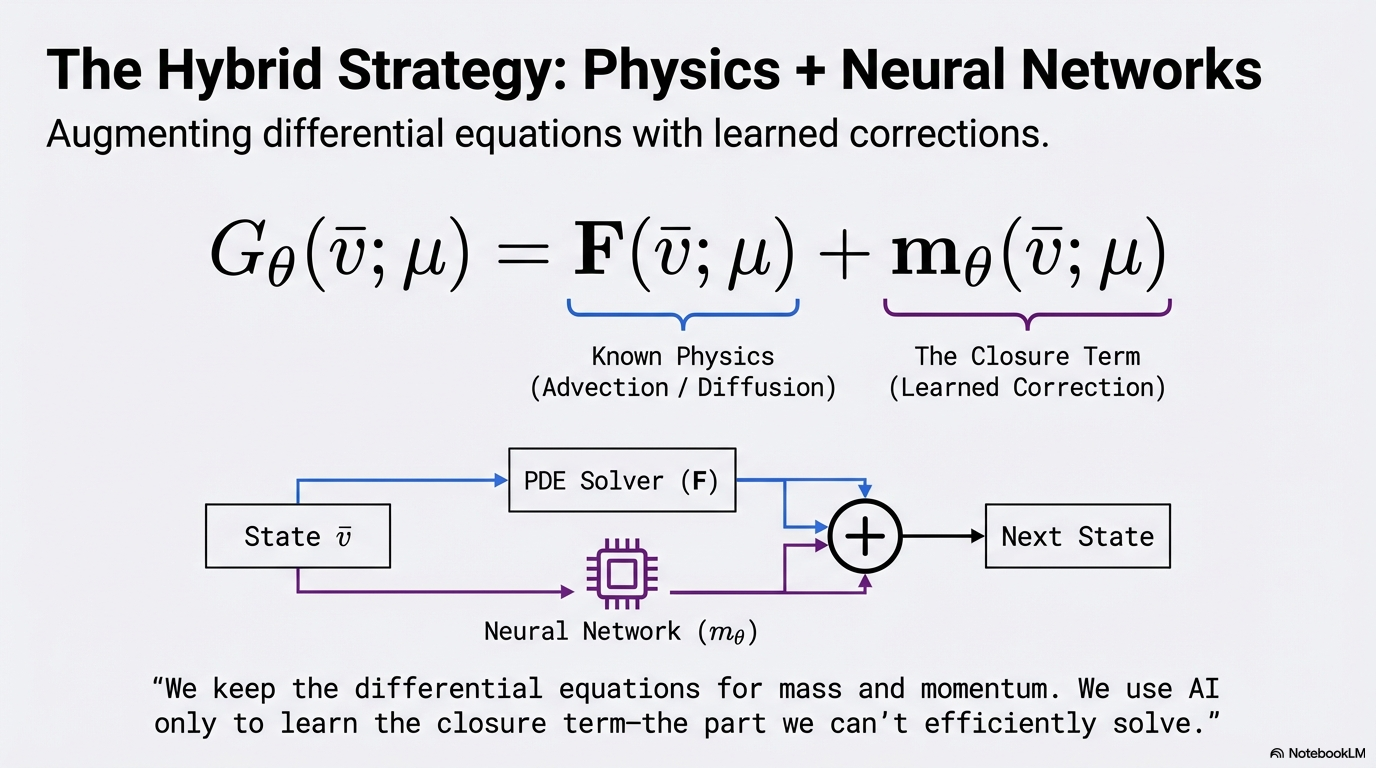 The Hybrid Strategy: Physics + Neural Networks
Augmenting differential equations with learned corrections.
G_θ(v̄; μ) = F(v̄; μ) + m_θ(v̄; μ)
Known Physics
(Advection / Diffusion)
The Closure Term
(Learned Correction)
PDE Solver (F)
State v̄
+
Next State
Neural Network (m_θ)
“We keep the differential equations for mass and momentum. We use AI
only to learn the closure term—the part we can’t efficiently solve.”
NotebookLM